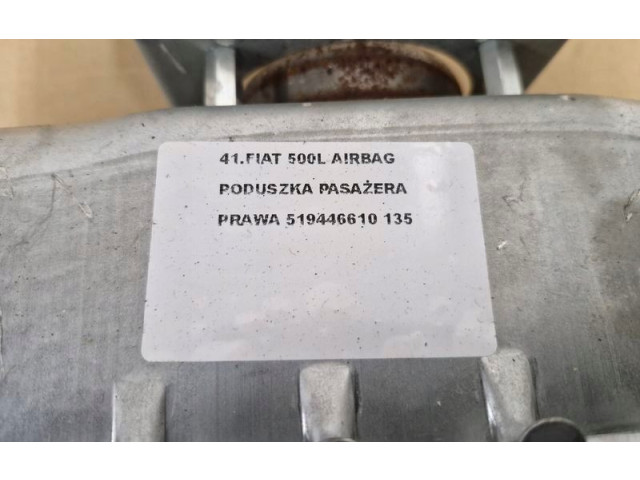 41.FIAT 500L AIRBAG
PODUSZKA PASAŻERA
PRAWA 519446610 135